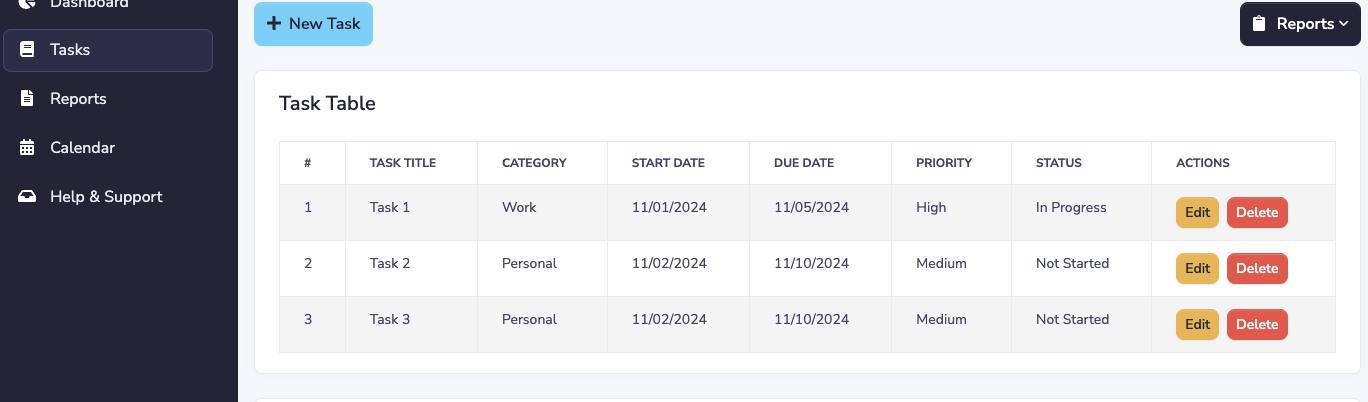 Dashboard
Tasks
Reports
Calendar
Help & Support
New Task
Reports
Task Table
# TASK TITLE CATEGORY START DATE DUE DATE PRIORITY STATUS ACTIONS
1 Task 1 Work 11/01/2024 11/05/2024 High In Progress Edit Delete
2 Task 2 Personal 11/02/2024 11/10/2024 Medium Not Started Edit Delete
3 Task 3 Personal 11/02/2024 11/10/2024 Medium Not Started Edit Delete